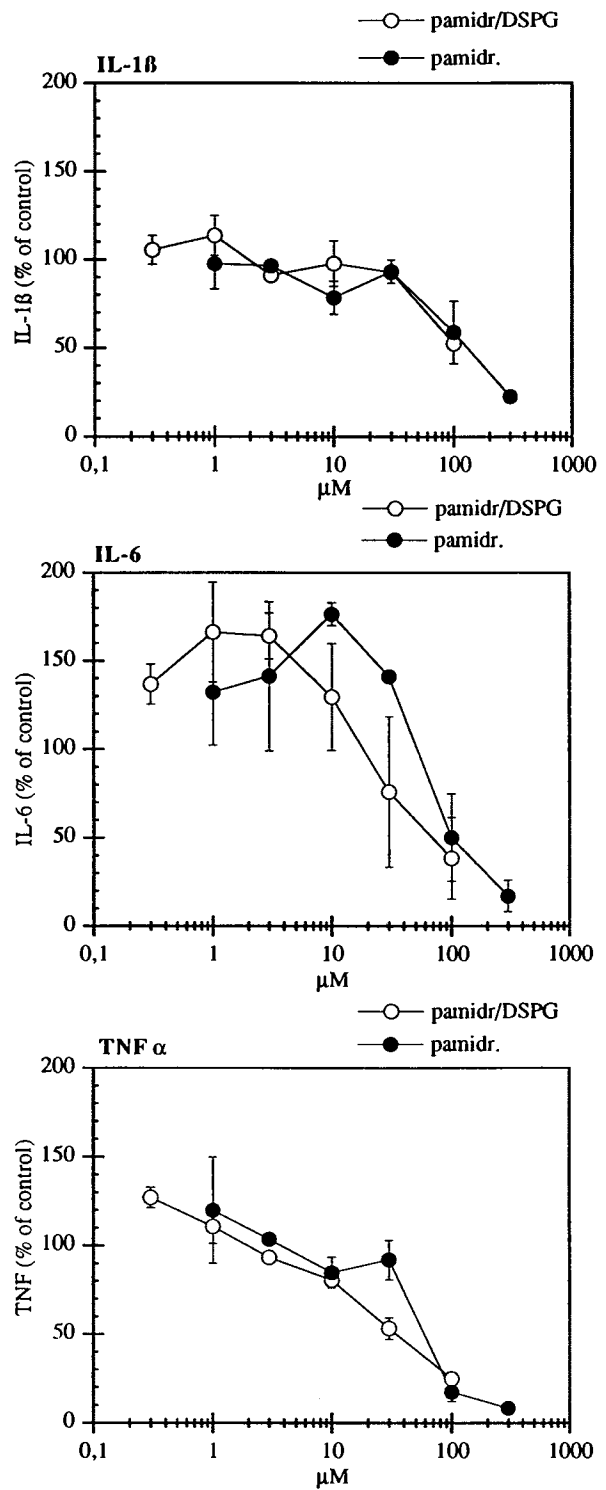 pamidr/DSPG
pamidr.
IL-1ß
200
150
100
50
0
IL-1ß (% of control)
0,1 1 10 100 1000
µM
pamidr/DSPG
pamidr.
IL-6
200
150
100
50
0
IL-6 (% of control)
0,1 1 10 100 1000
µM
pamidr/DSPG
pamidr.
TNF α
200
150
100
50
0
TNF (% of control)
0,1 1 10 100 1000
µM